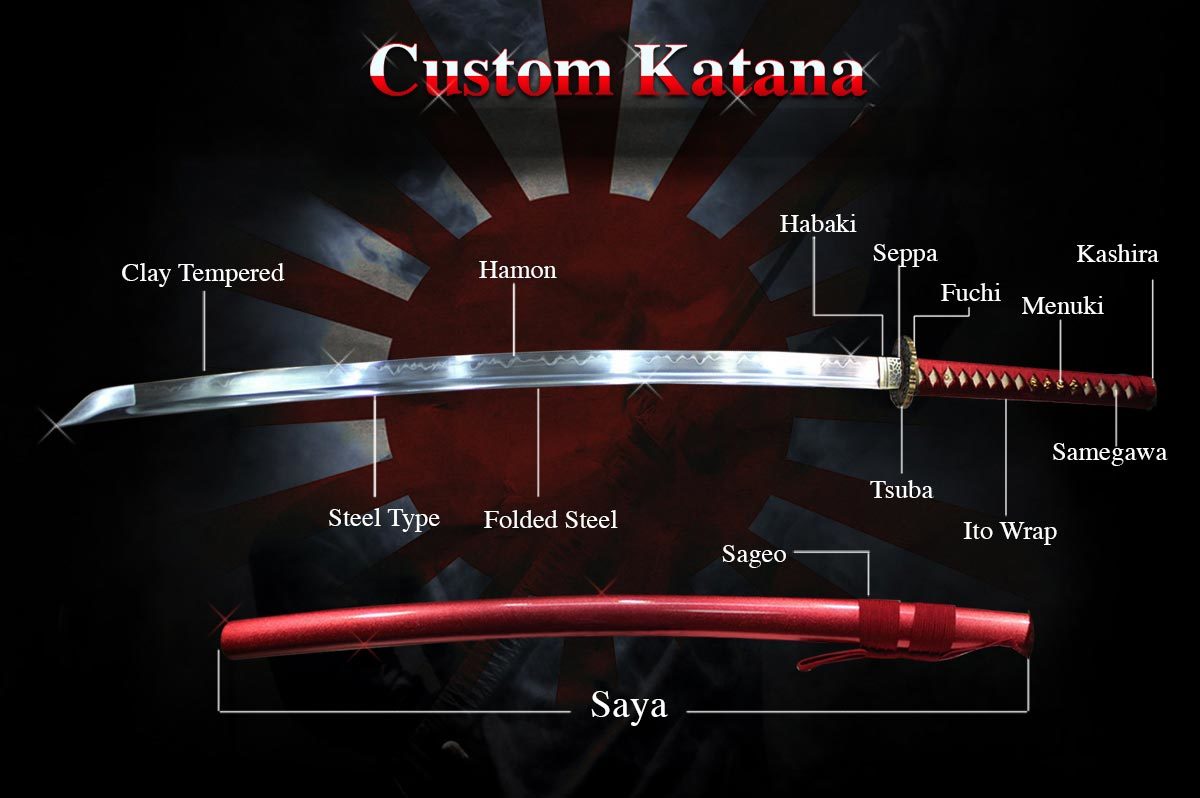 Custom Katana
Habaki
Seppa
Kashira
Clay Tempered
Hamon
Fuchi
Menuki
Samegawa
Tsuba
Steel Type
Folded Steel
Ito Wrap
Sageo
Saya